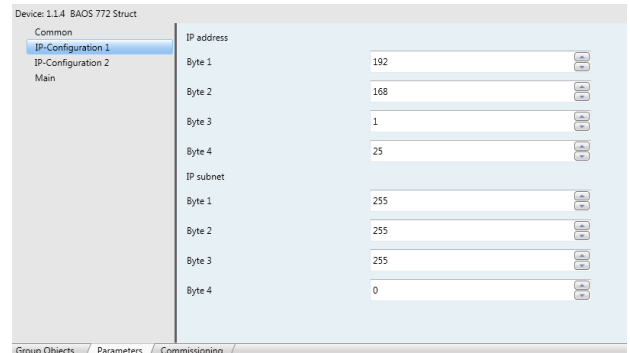 Device: 1.1.4 BAOS 772 Struct
Common
IP-Configuration 1
IP-Configuration 2
Main
IP address
Byte 1 192
Byte 2 168
Byte 3 1
Byte 4 25
IP subnet
Byte 1 255
Byte 2 255
Byte 3 255
Byte 4 0
Group Objects / Parameters / Commissioning /